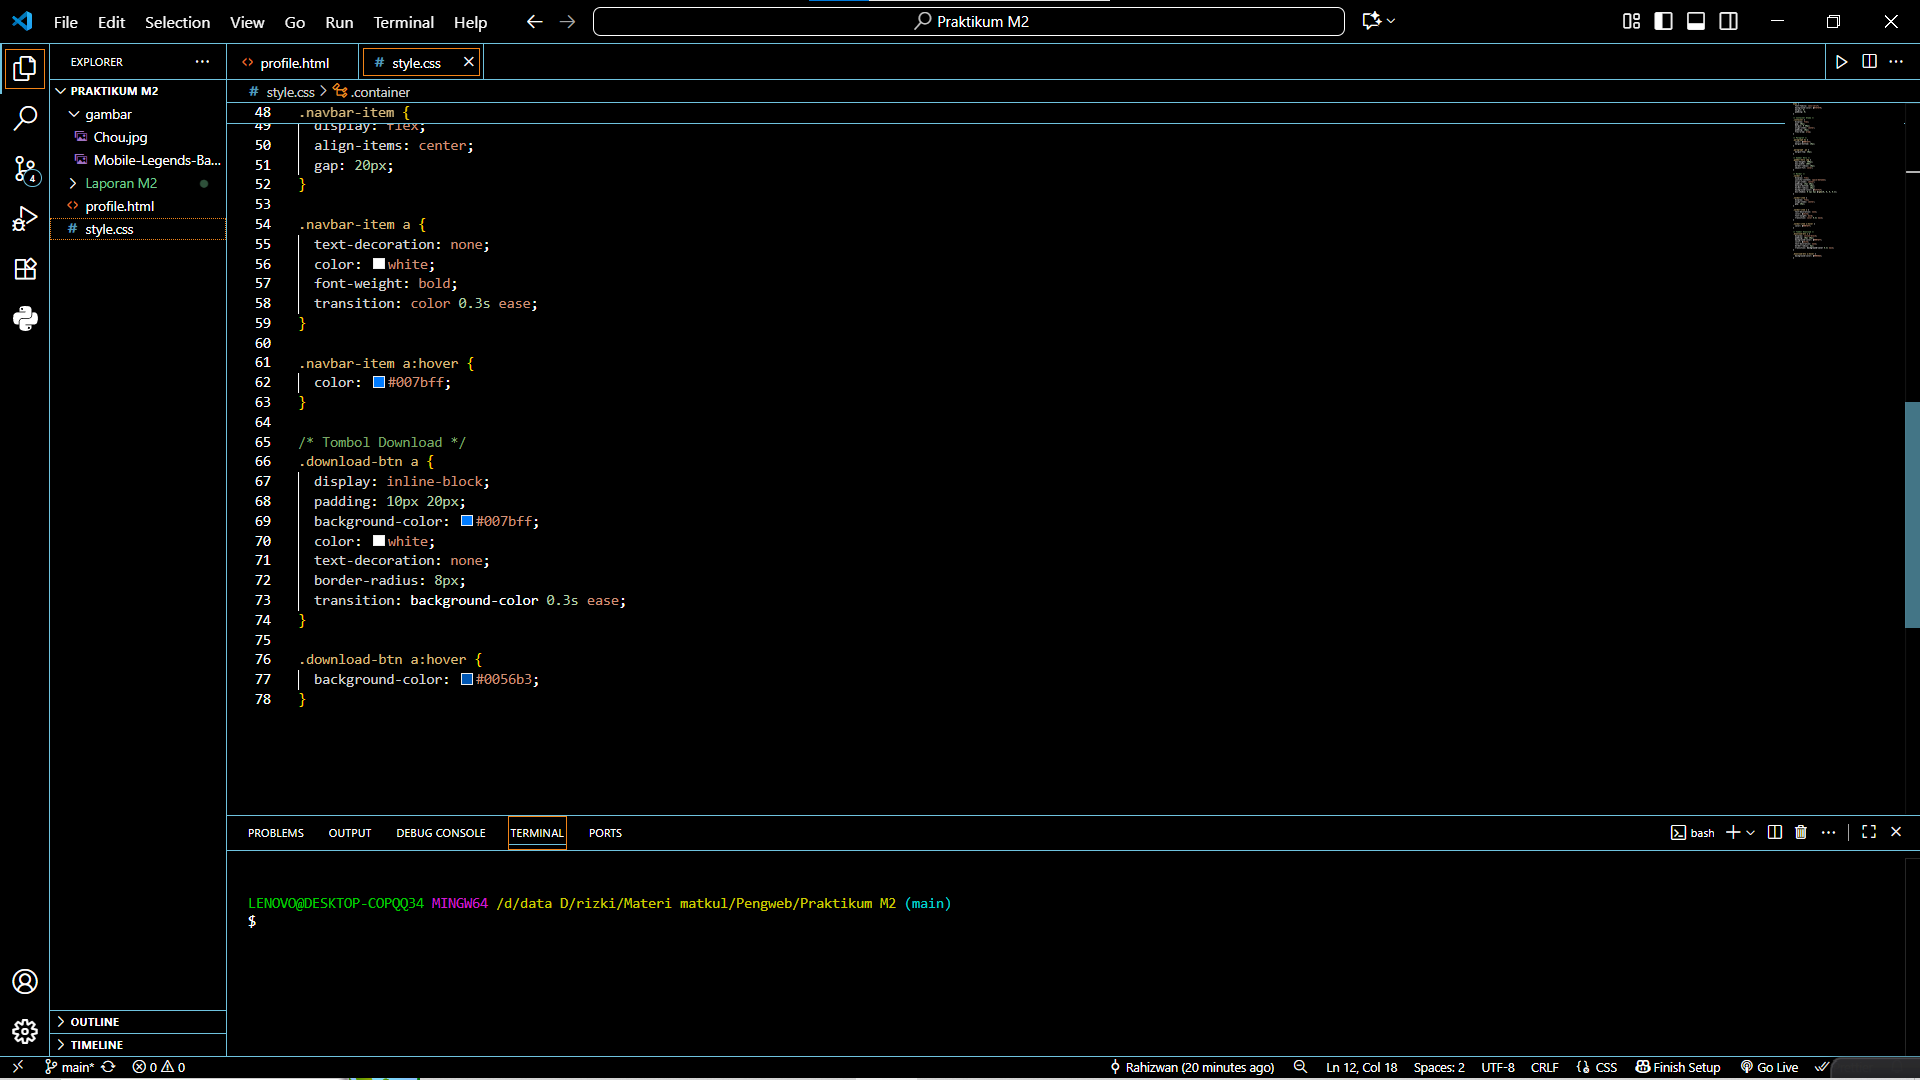 File Edit Selection View Go Run Terminal Help
Praktikum M2
EXPLORER
PRAKTIKUM M2
gambar
Chou.jpg
Mobile-Legends-Ba...
Laporan M2
profile.html
style.css
4
OUTLINE
TIMELINE
profile.html
# style.css
# style.css > .container
48 .navbar-item {
49 display: flex;
50 align-items: center;
51 gap: 20px;
52 }
53
54 .navbar-item a {
55 text-decoration: none;
56 color: white;
57 font-weight: bold;
58 transition: color 0.3s ease;
59 }
60
61 .navbar-item a:hover {
62 color: #007bff;
63 }
64
65 /* Tombol Download */
66 .download-btn a {
67 display: inline-block;
68 padding: 10px 20px;
69 background-color: #007bff;
70 color: white;
71 text-decoration: none;
72 border-radius: 8px;
73 transition: background-color 0.3s ease;
74 }
75
76 .download-btn a:hover {
77 background-color: #0056b3;
78 }
PROBLEMS OUTPUT DEBUG CONSOLE TERMINAL PORTS
bash
LENOVO@DESKTOP-COPQQ34 MINGW64 /d/data D/rizki/Materi matkul/Pengweb/Praktikum M2 (main)
$
main* 0 0
Rahizwan (20 minutes ago) Ln 12, Col 18 Spaces: 2 UTF-8 CRLF {} CSS Finish Setup Go Live